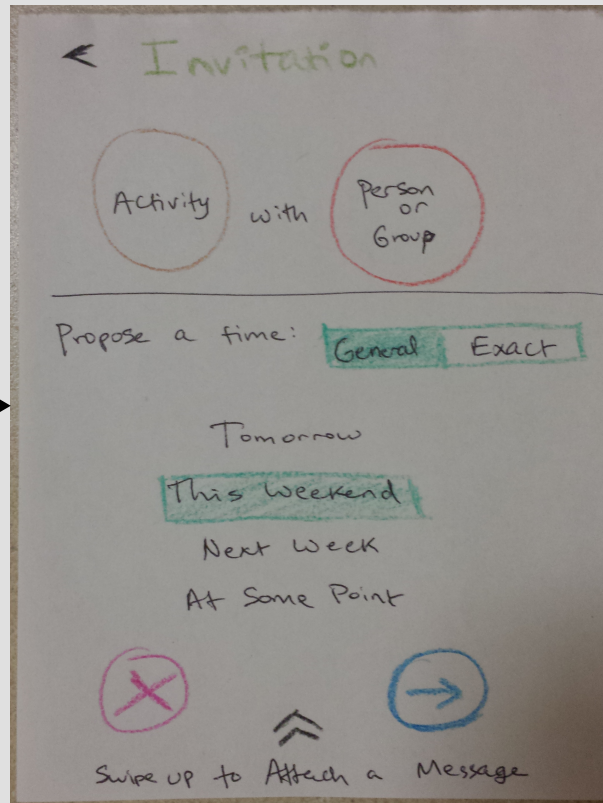 Invitation
Activity with Person or Group
Propose a time: General Exact
Tomorrow
This Weekend
Next Week
At Some Point
Swipe up to Attach a Message